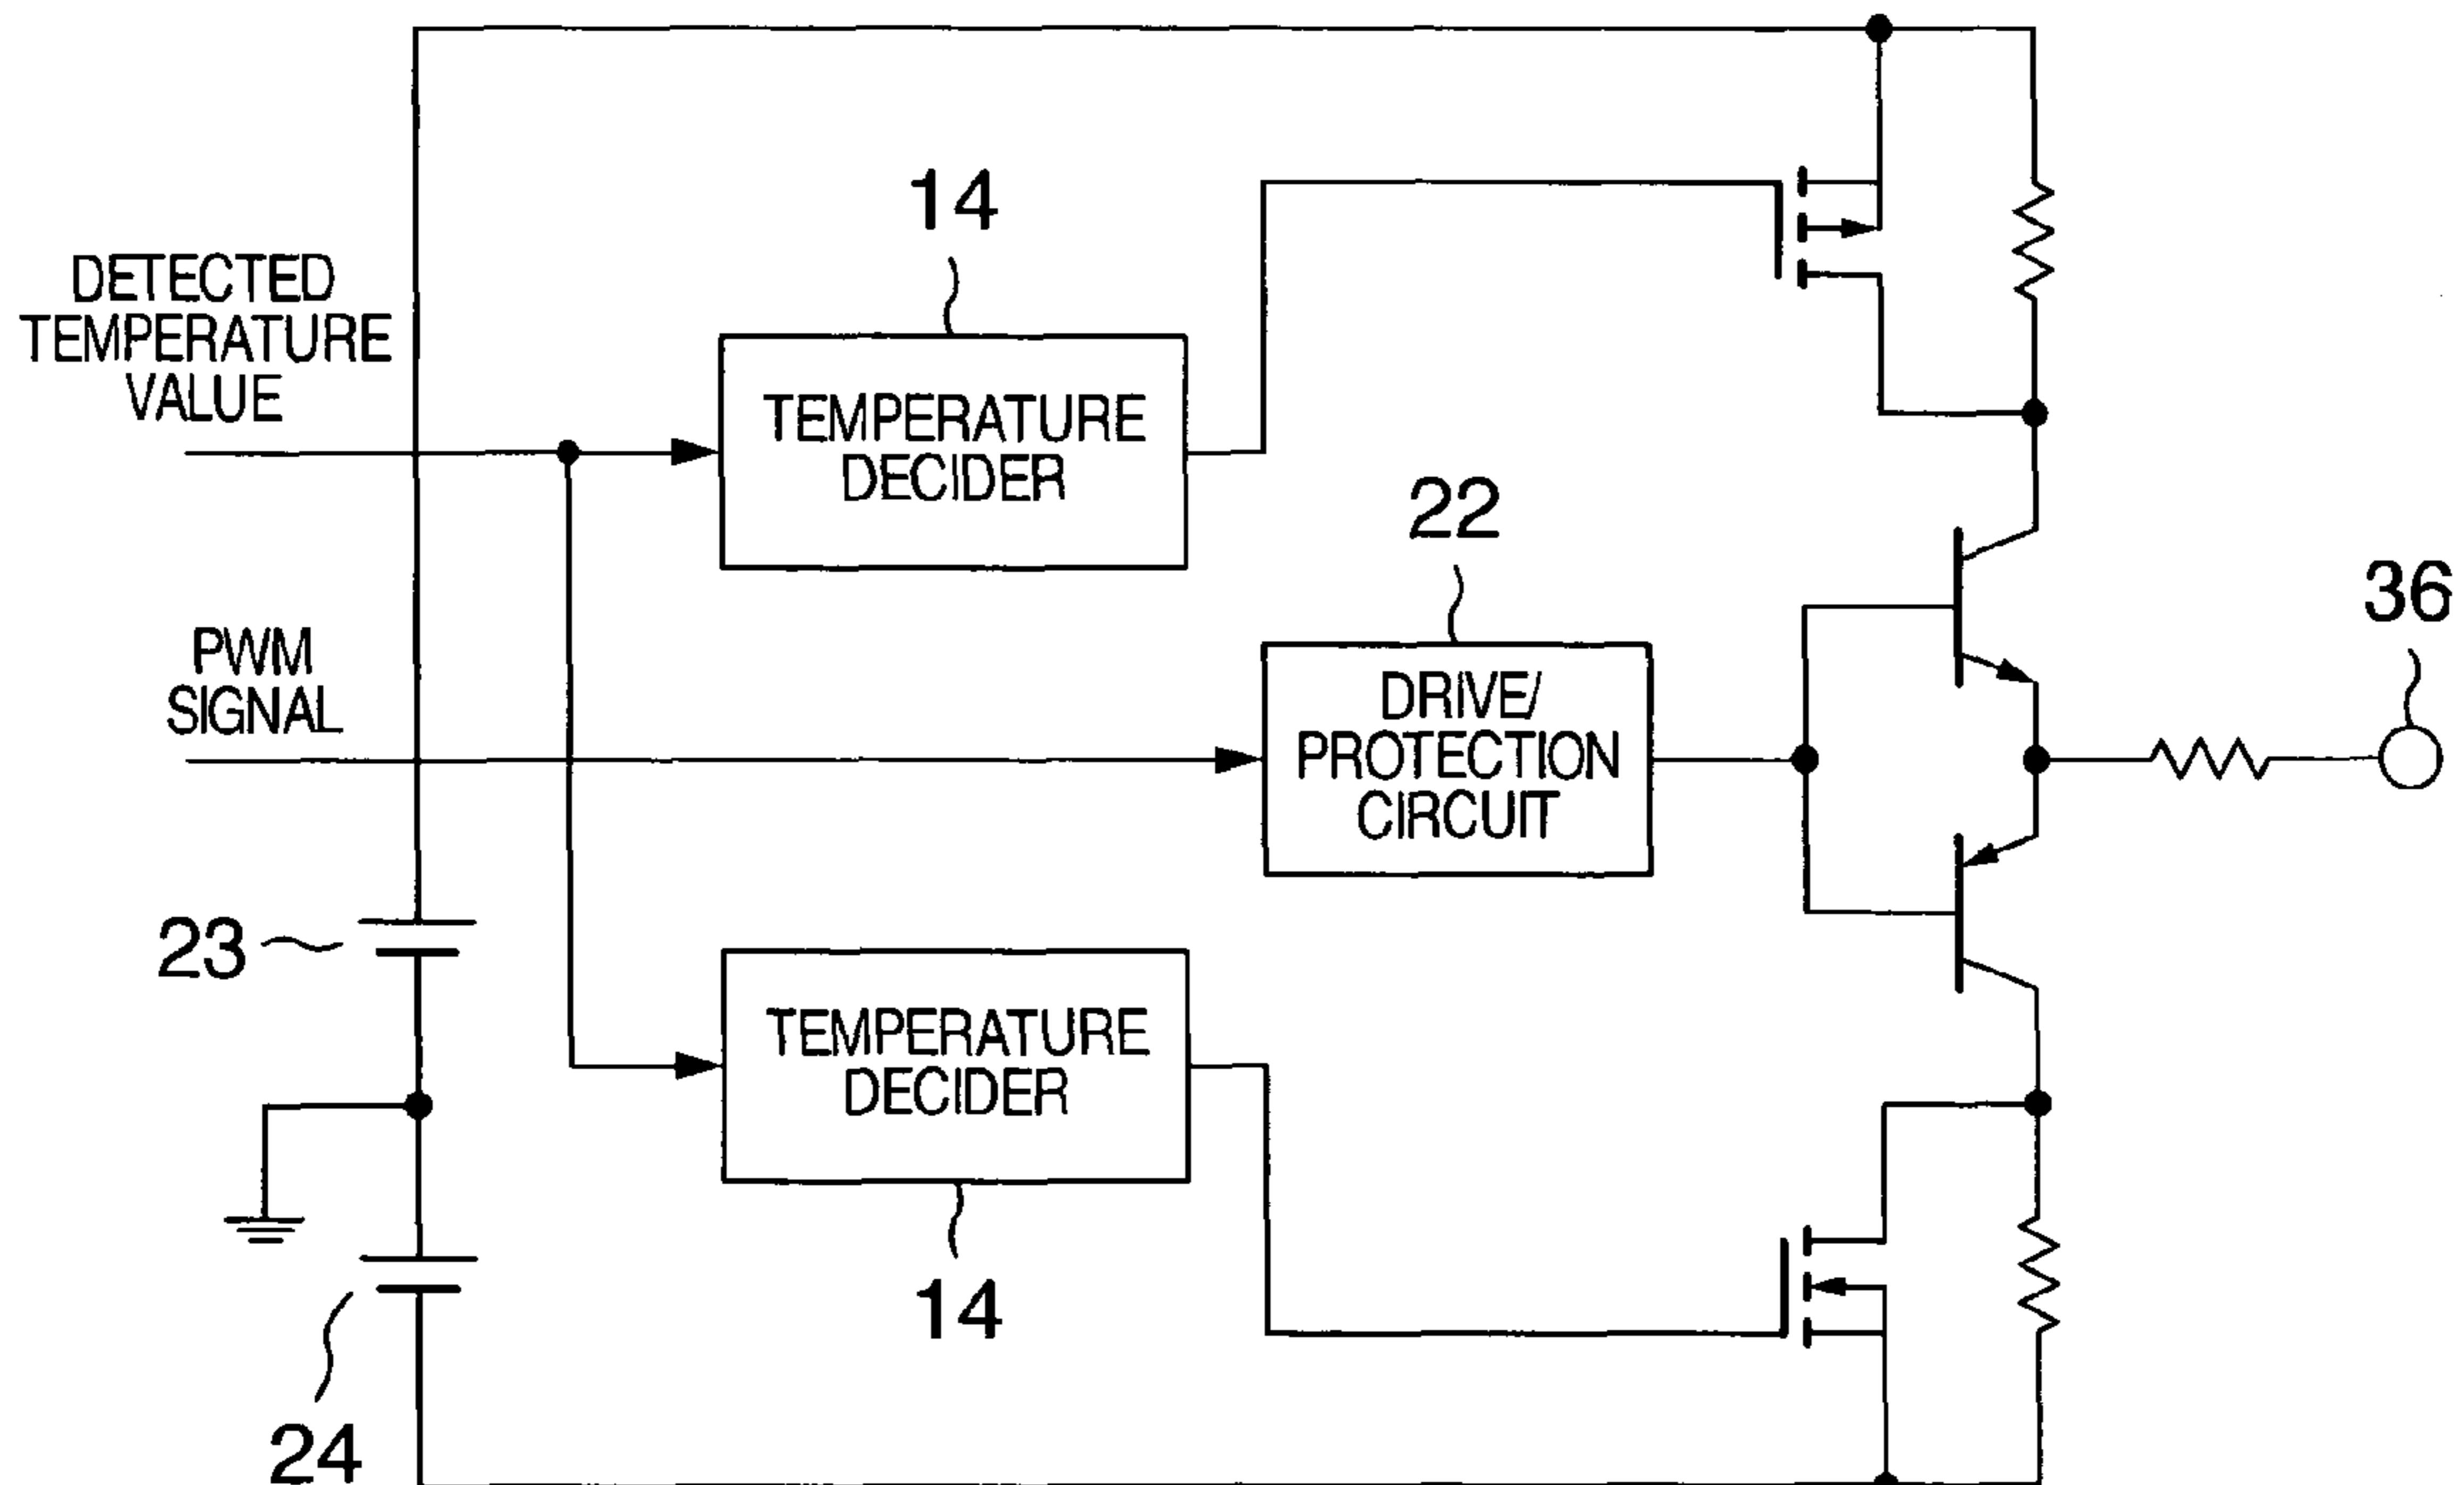 14
DETECTED
TEMPERATURE
VALUE
TEMPERATURE
DECIDER
22
36
PWM
SIGNAL
DRIVE/
PROTECTION
CIRCUIT
23
TEMPERATURE
DECIDER
14
24